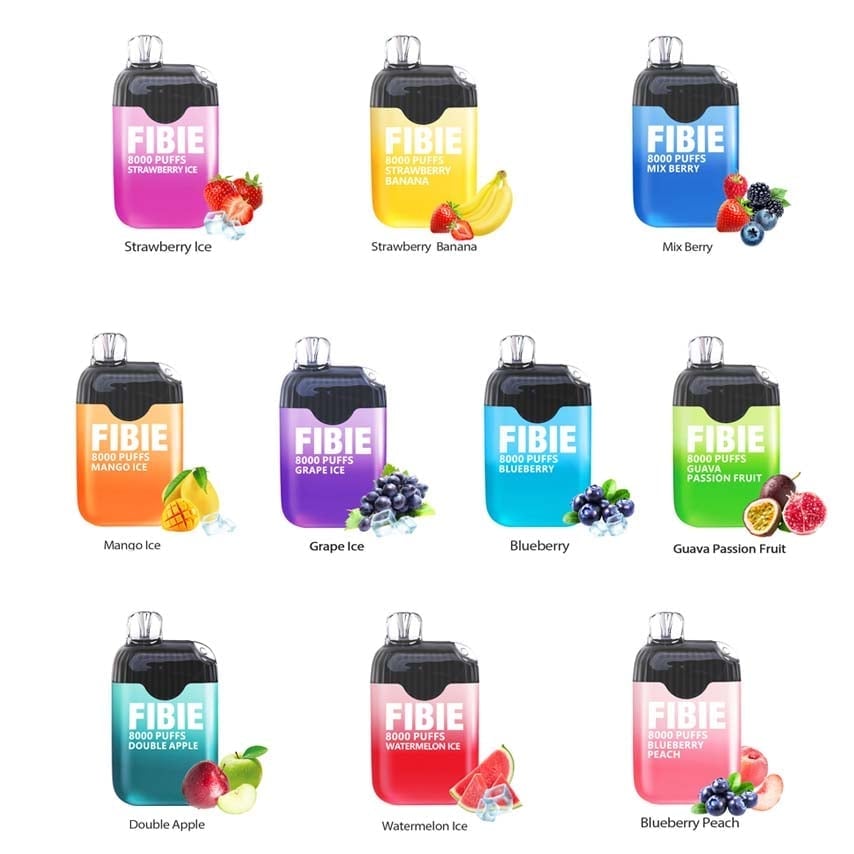 FIBIE
8000 PUFFS
STRAWBERRY ICE
Strawberry Ice
FIBIE
8000 PUFFS
STRAWBERRY
BANANA
Strawberry Banana
FIBIE
8000 PUFFS
MIX BERRY
Mix Berry
FIBIE
8000 PUFFS
MANGO ICE
Mango Ice
FIBIE
8000 PUFFS
GRAPE ICE
Grape Ice
FIBIE
8000 PUFFS
BLUEBERRY
Blueberry
FIBIE
8000 PUFFS
GUAVA
PASSION FRUIT
Guava Passion Fruit
FIBIE
8000 PUFFS
DOUBLE APPLE
Double Apple
FIBIE
8000 PUFFS
WATERMELON ICE
Watermelon Ice
FIBIE
8000 PUFFS
BLUEBERRY
PEACH
Blueberry Peach